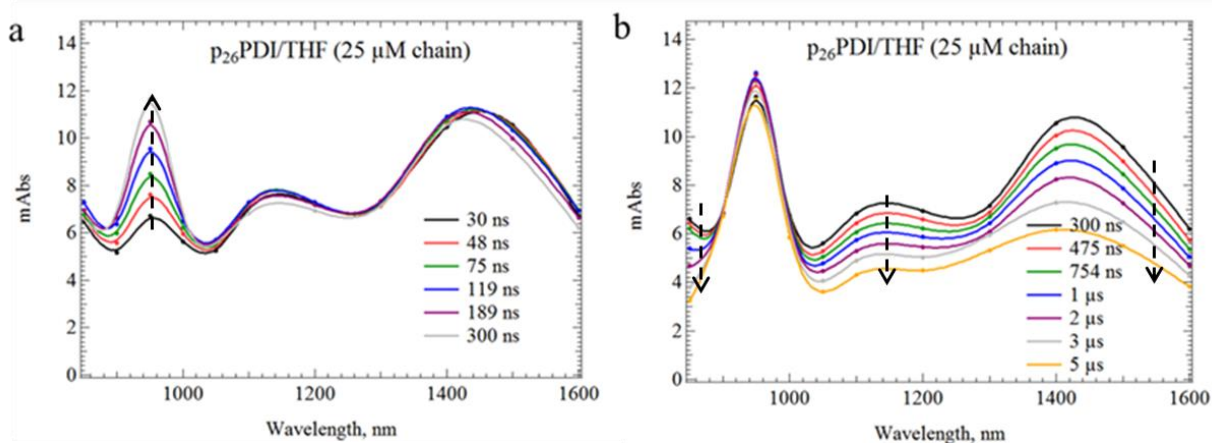 a
p₂₆PDI/THF (25 µM chain)
14
12
10
8
6
4
2
0
mAbs
30 ns
48 ns
75 ns
119 ns
189 ns
300 ns
1000
1200
1400
1600
Wavelength, nm
b
p₂₆PDI/THF (25 µM chain)
14
12
10
8
6
4
2
0
mAbs
300 ns
475 ns
754 ns
1 µs
2 µs
3 µs
5 µs
1000
1200
1400
1600
Wavelength, nm